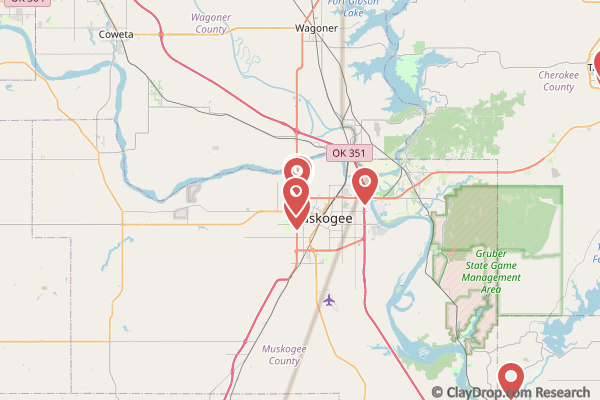 OK 351
Wagoner
County
Wagoner
Fort Gibson
Lake
Coweta
Cherokee
County
OK 351
uskogee
Gruber
State Game
Management
Area
Muskogee
County
© ClayDrop.com Research